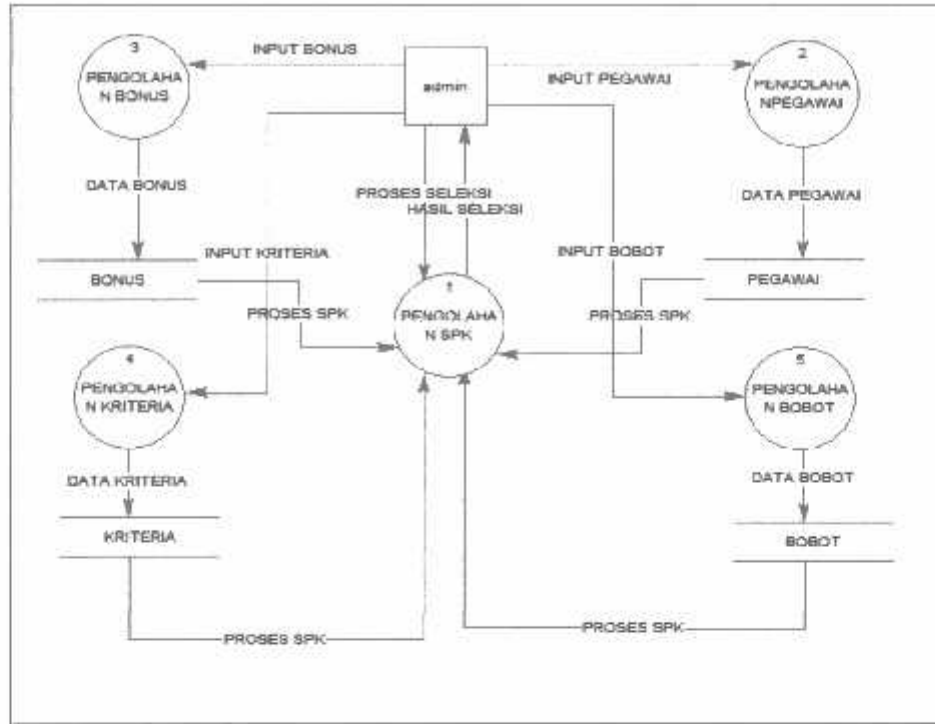 3
PENGOLAHA
N BONUS
INPUT BONUS
admin
INPUT PEGAWAI
2
PENGOLAHA
NPEGAWAI
DATA BONUS
PROSES SELEKSI
HASIL SELEKSI
DATA PEGAWAI
INPUT KRITERIA
INPUT BOBOT
BONUS
PEGAWAI
PROSES SPK
1
PENGOLAHA
N SPK
PROSES SPK
4
PENGOLAHA
N KRITERIA
5
PENGOLAHA
N BOBOT
DATA KRITERIA
DATA BOBOT
KRITERIA
BOBOT
PROSES SPK
PROSES SPK